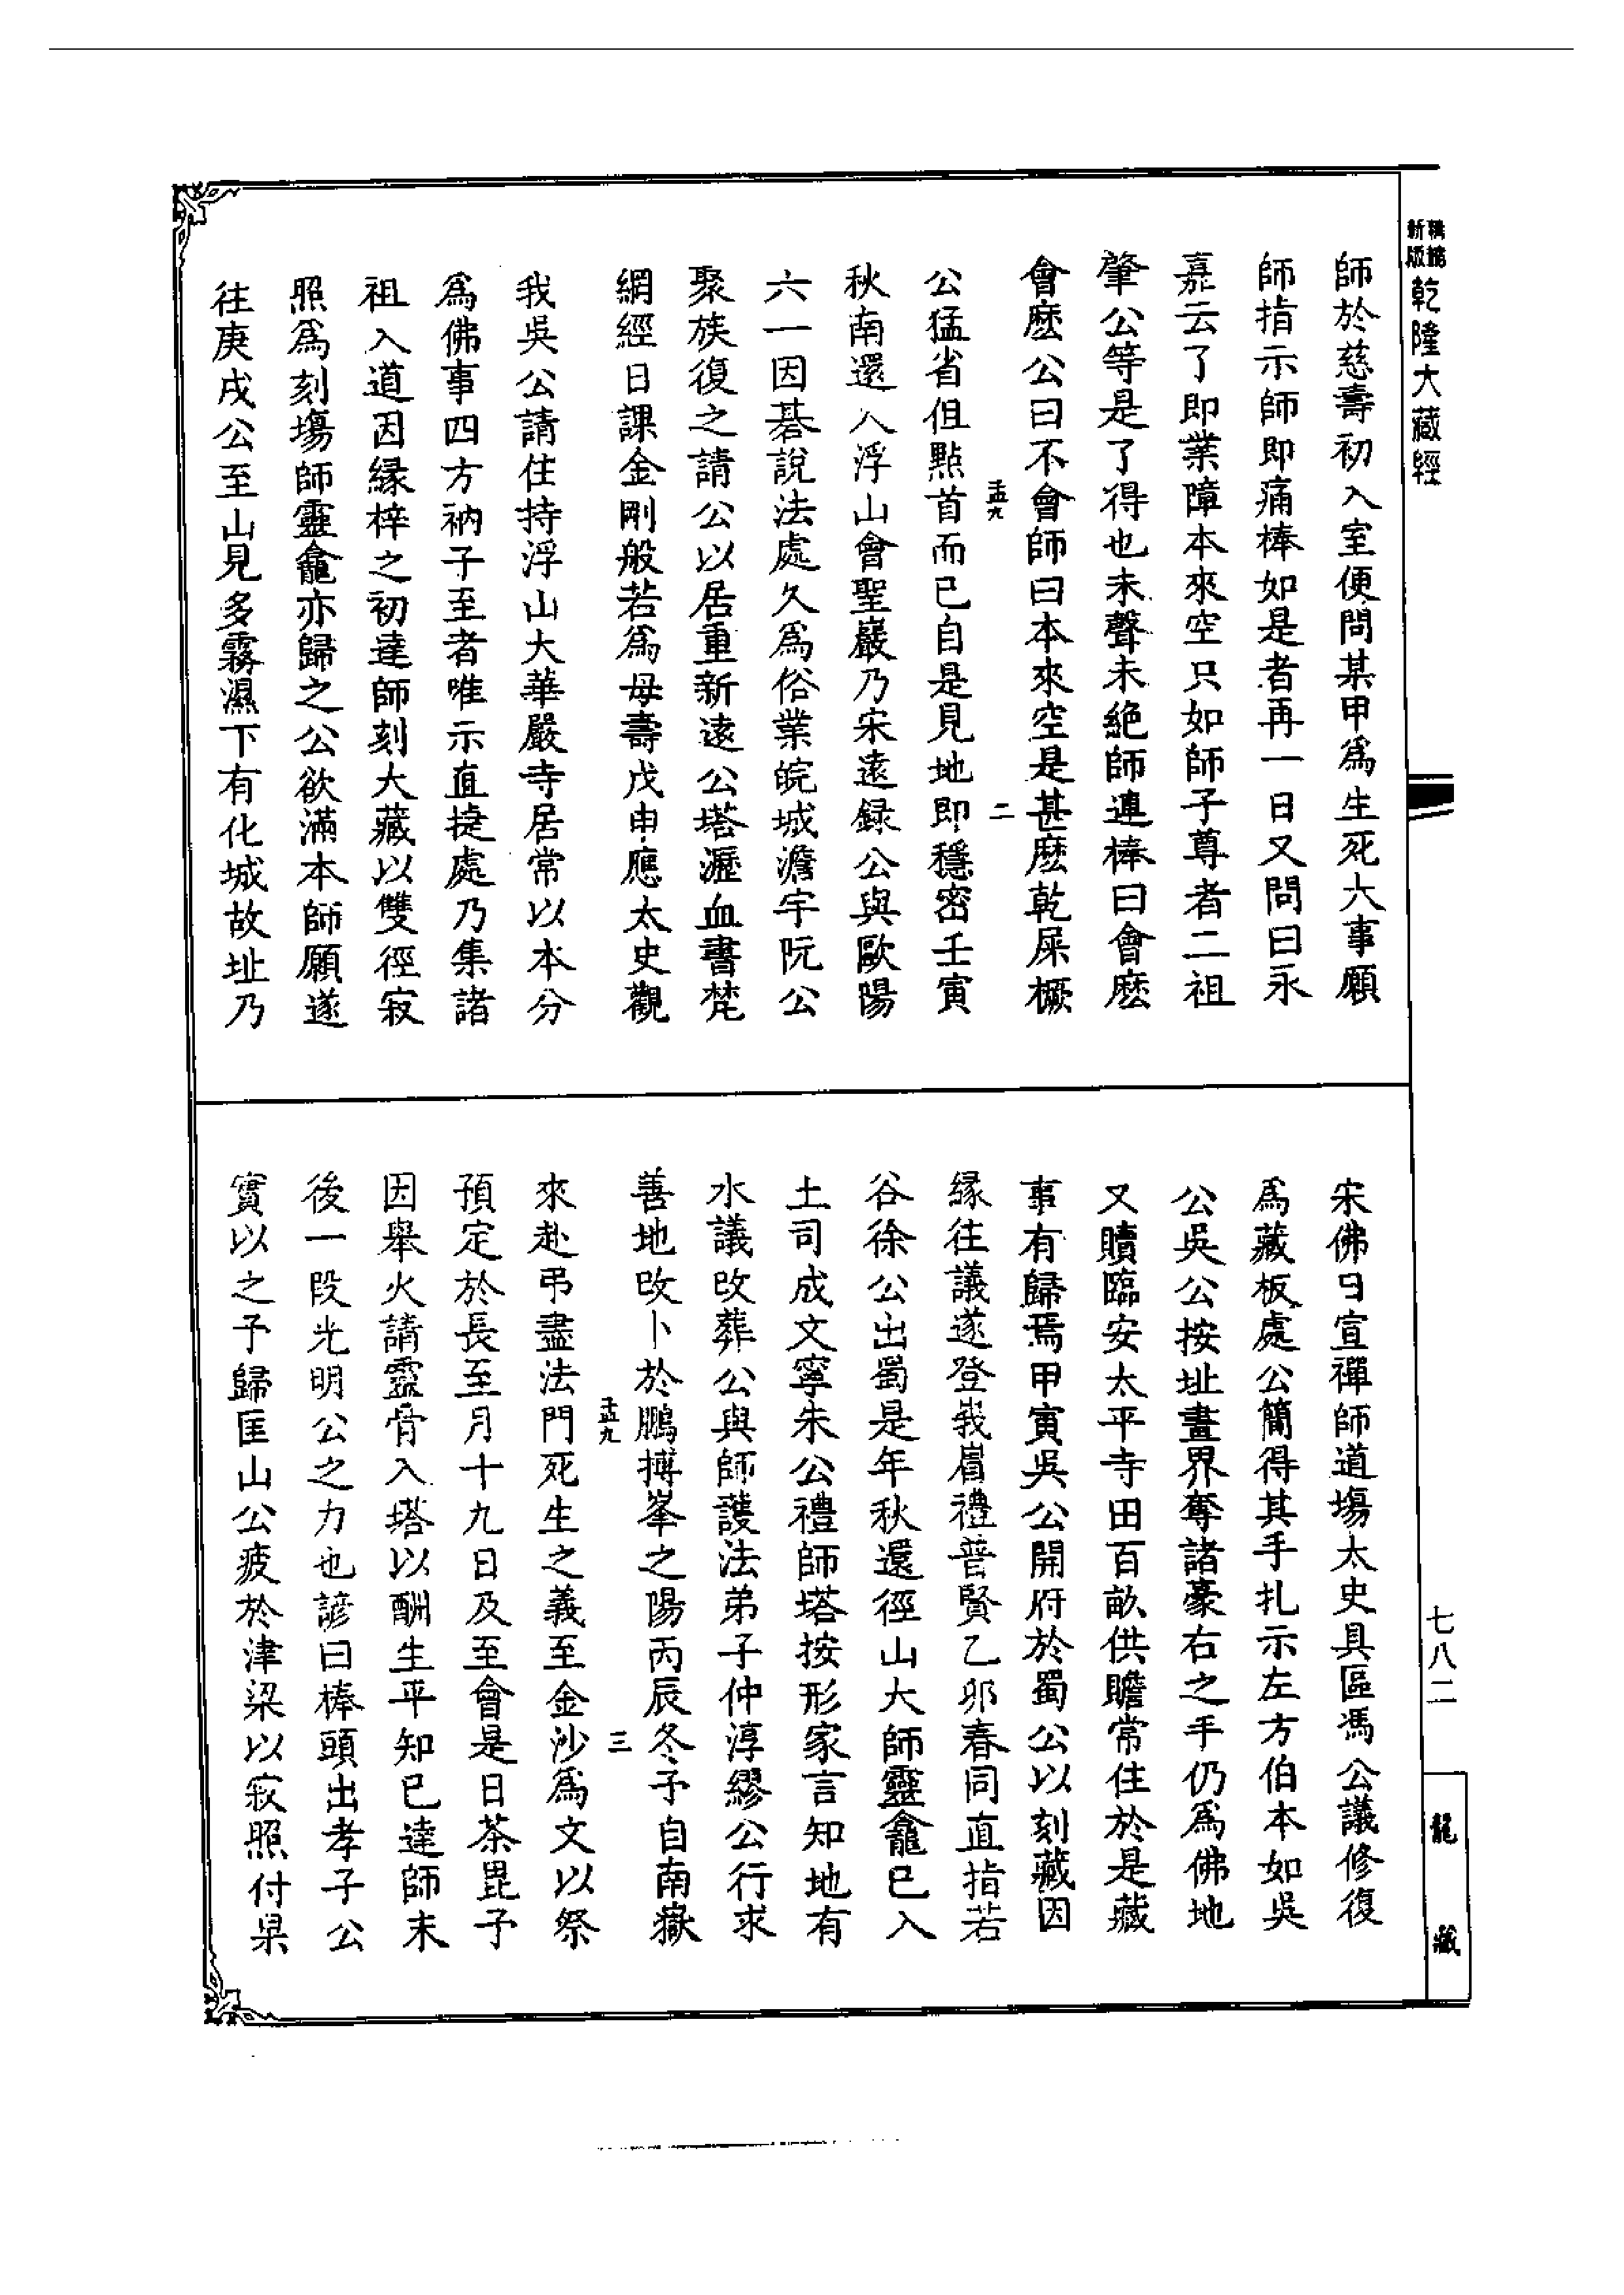 新版精縮
乾隆大藏經
師於慈壽初入室便問某甲為生死大事願
師指示師即痛棒如是者再一日又問曰永
嘉云了即業障本來空只如師子尊者二祖
肇公等是了得也未聲未絕師連棒曰會麽
會麽公曰不會師曰本來空是甚麽乾屎橛
孟九
二
公猛省但點首而已自是見地即穩密壬寅
秋南還入浮山會聖巖乃宋遠録公與歐陽
六一因碁說法處久為俗業皖城澹宇阮公
聚族復之請公以居重新遠公塔瀝血書梵
網經日課金剛般若為母壽戊申應太史觀
我吳公請住持浮山大華嚴寺居常以本分
為佛事四方衲子至者唯示直捷處乃集諸
祖入道因緣梓之初達師刻大藏以雙徑寂
照為刻塲師靈龕亦歸之公欲滿本師願遂
往庚戌公至山見多霧濕下有化城故址乃
宋佛日宣禪師道塲太史具區馮公議修復
為藏板處公簡得其手扎示左方伯本如吳
公吳公按址畫界奪諸豪右之手仍為佛地
又贖臨安太平寺田百畝供贍常住於是藏
事有歸焉甲寅吳公開府於蜀公以刻藏因
緣往議遂登峩嵋禮普賢乙卯春同直指若
谷徐公出蜀是年秋還徑山大師靈龕已入
土司成文寧朱公禮師塔按形家言知地有
水議改葬公與師護法弟子仲淳繆公行求
善地改卜於鵬搏峯之陽丙辰冬予自南嶽
孟九
三
來赴弔盡法門死生之義至金沙為文以祭
預定於長至月十九日及至會是日茶毘子
因舉火請靈骨入塔以酬生平知已達師末
後一段光明公之力也諺曰棒頭出孝子公
實以之予歸匡山公疲於津梁以寂照付杲
七八二
龍藏